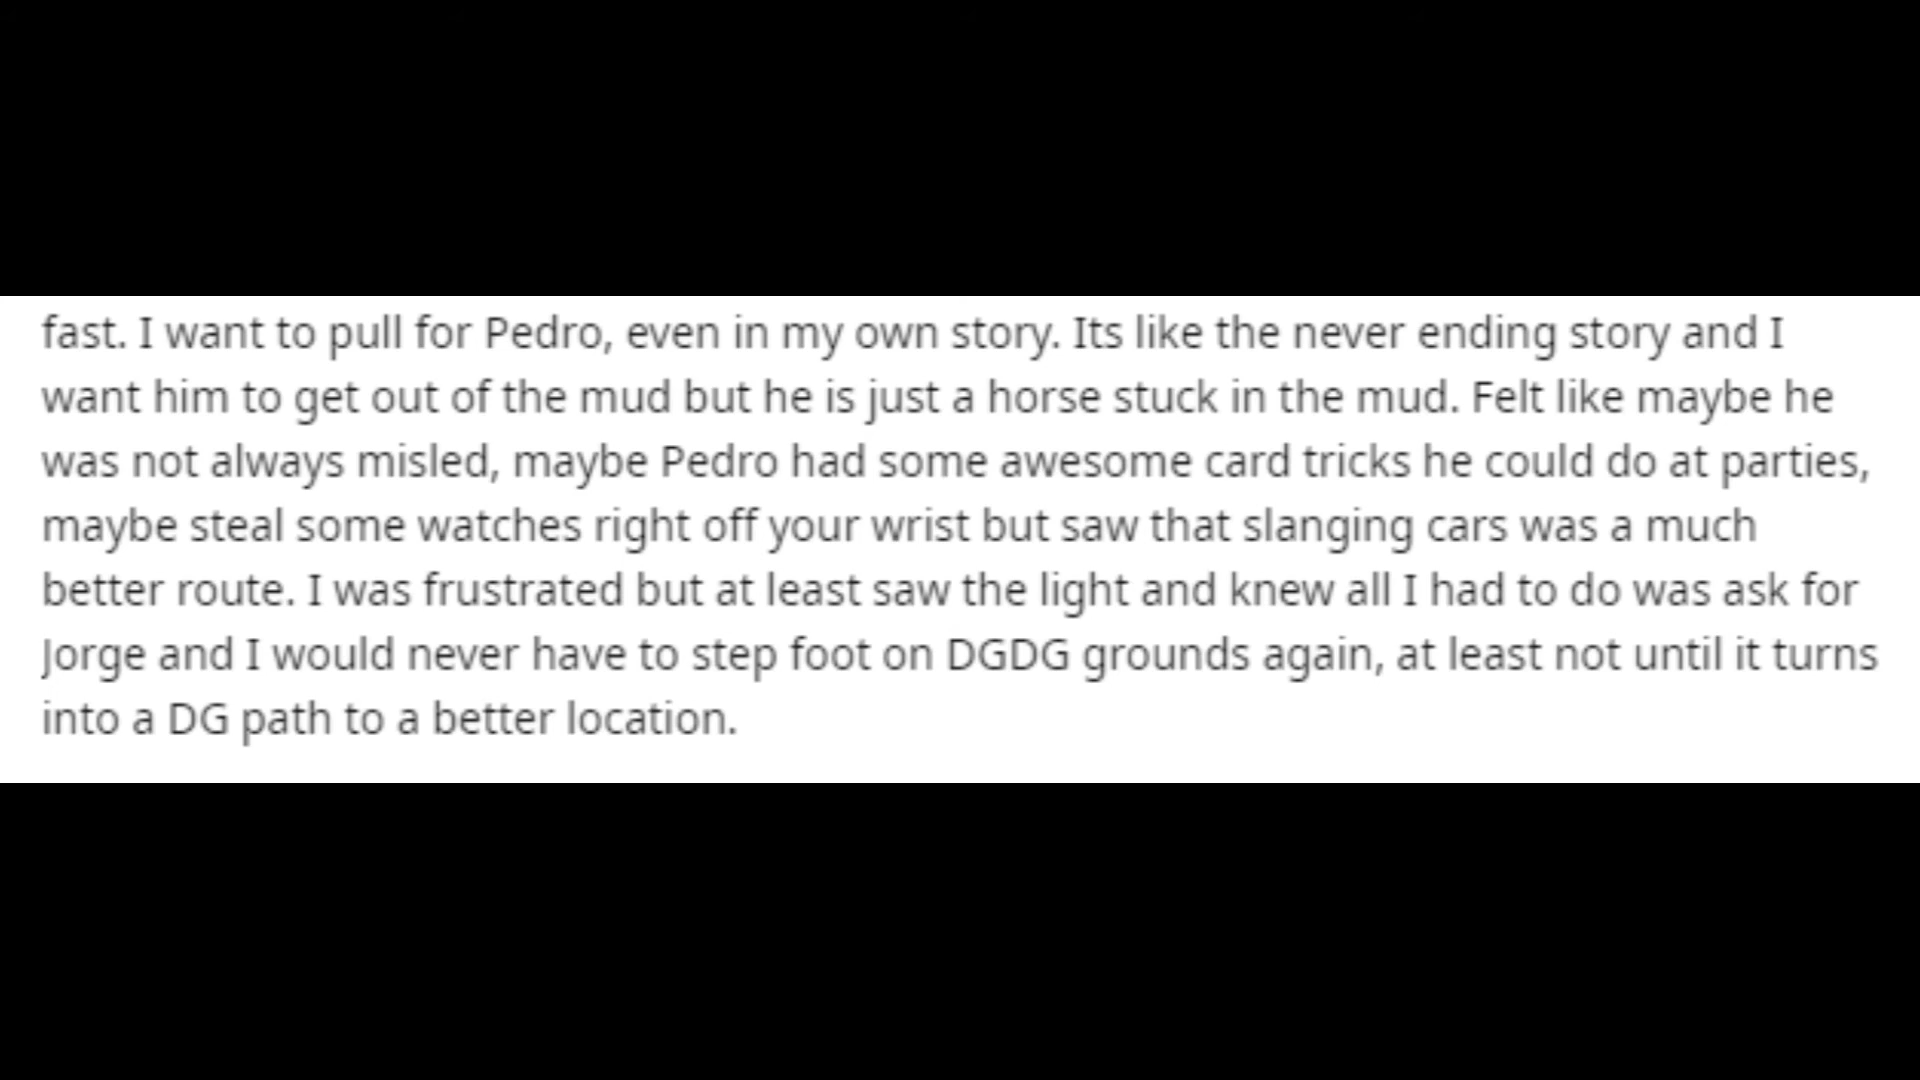 fast. I want to pull for Pedro, even in my own story. Its like the never ending story and I
want him to get out of the mud but he is just a horse stuck in the mud. Felt like maybe he
was not always misled, maybe Pedro had some awesome card tricks he could do at parties,
maybe steal some watches right off your wrist but saw that slanging cars was a much
better route. I was frustrated but at least saw the light and knew all I had to do was ask for
Jorge and I would never have to step foot on DGDG grounds again, at least not until it turns
into a DG path to a better location.